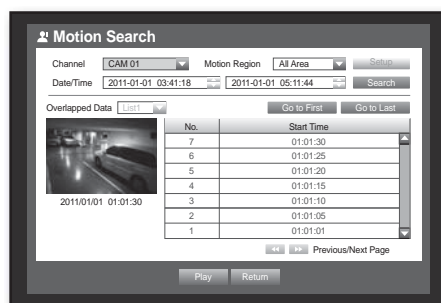 Motion Search
Channel CAM 01 Motion Region All Area Setup
Date/Time 2011-01-01 03:41:18 2011-01-01 05:11:44 Search
Overlapped Data List1 Go to First Go to Last
No. Start Time
7 01:01:30
6 01:01:25
5 01:01:20
4 01:01:15
3 01:01:10
2 01:01:05
1 01:01:01
2011/01/01 01:01:30
Previous/Next Page
Play Return